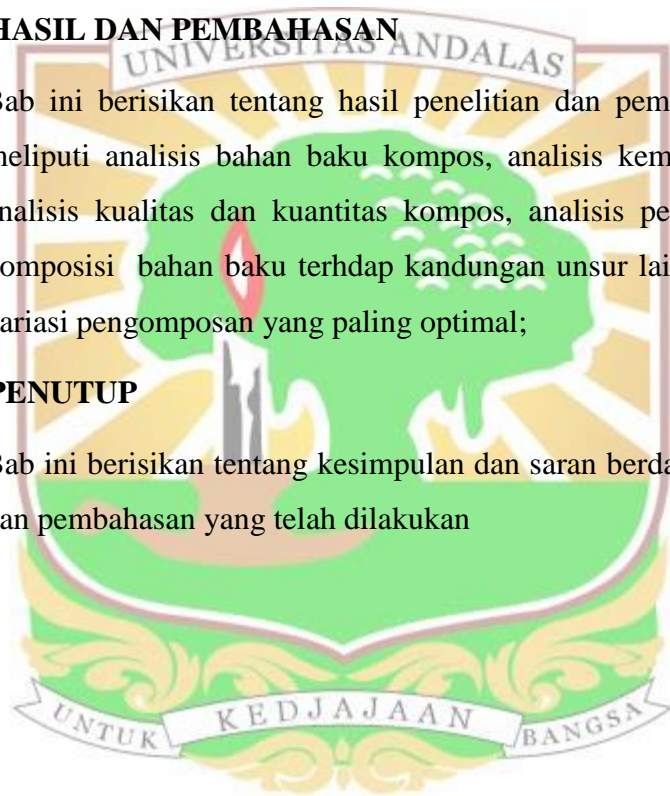 HASIL DAN PEMBAHASAN
UNIVERSITAS ANDALAS
Bab ini berisikan tentang hasil penelitian dan pem
meliputi analisis bahan baku kompos, analisis kem
analisis kualitas dan kuantitas kompos, analisis pe
komposisi bahan baku terhdap kandungan unsur lai
variasi pengomposan yang paling optimal;
PENUTUP
Bab ini berisikan tentang kesimpulan dan saran berda
dan pembahasan yang telah dilakukan
UNTUK KEDJAJAAN BANGSA